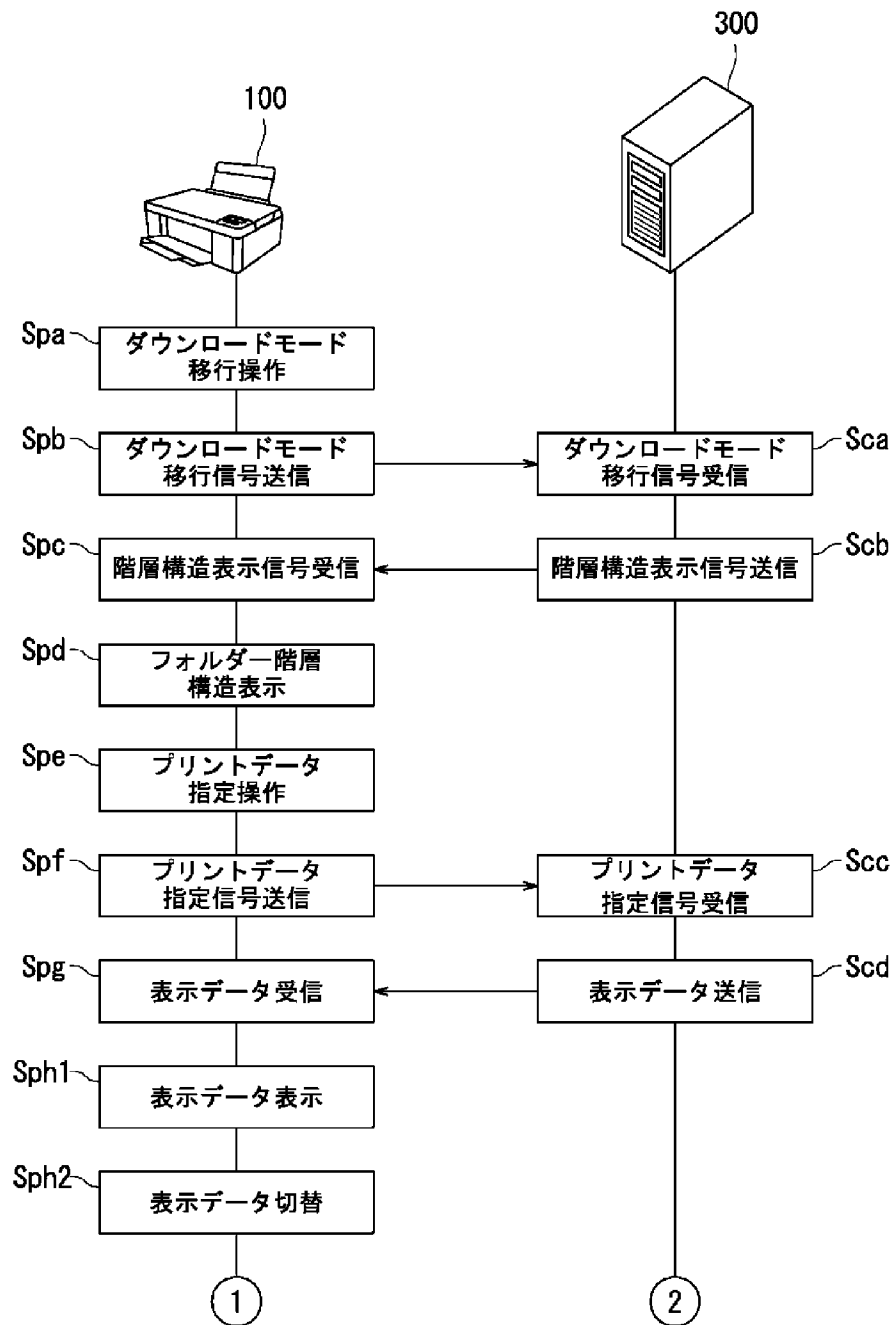 300
100
Spa
ダウンロードモード
移行操作
Spb
ダウンロードモード
移行信号送信
ダウンロードモード
移行信号受信
Sca
Spc
階層構造表示信号受信
階層構造表示信号送信
Scb
Spd
フォルダー階層
構造表示
Spe
プリントデータ
指定操作
Spf
プリントデータ
指定信号送信
プリントデータ
指定信号受信
Scc
Spg
表示データ受信
表示データ送信
Scd
Sph1
表示データ表示
Sph2
表示データ切替
1
2